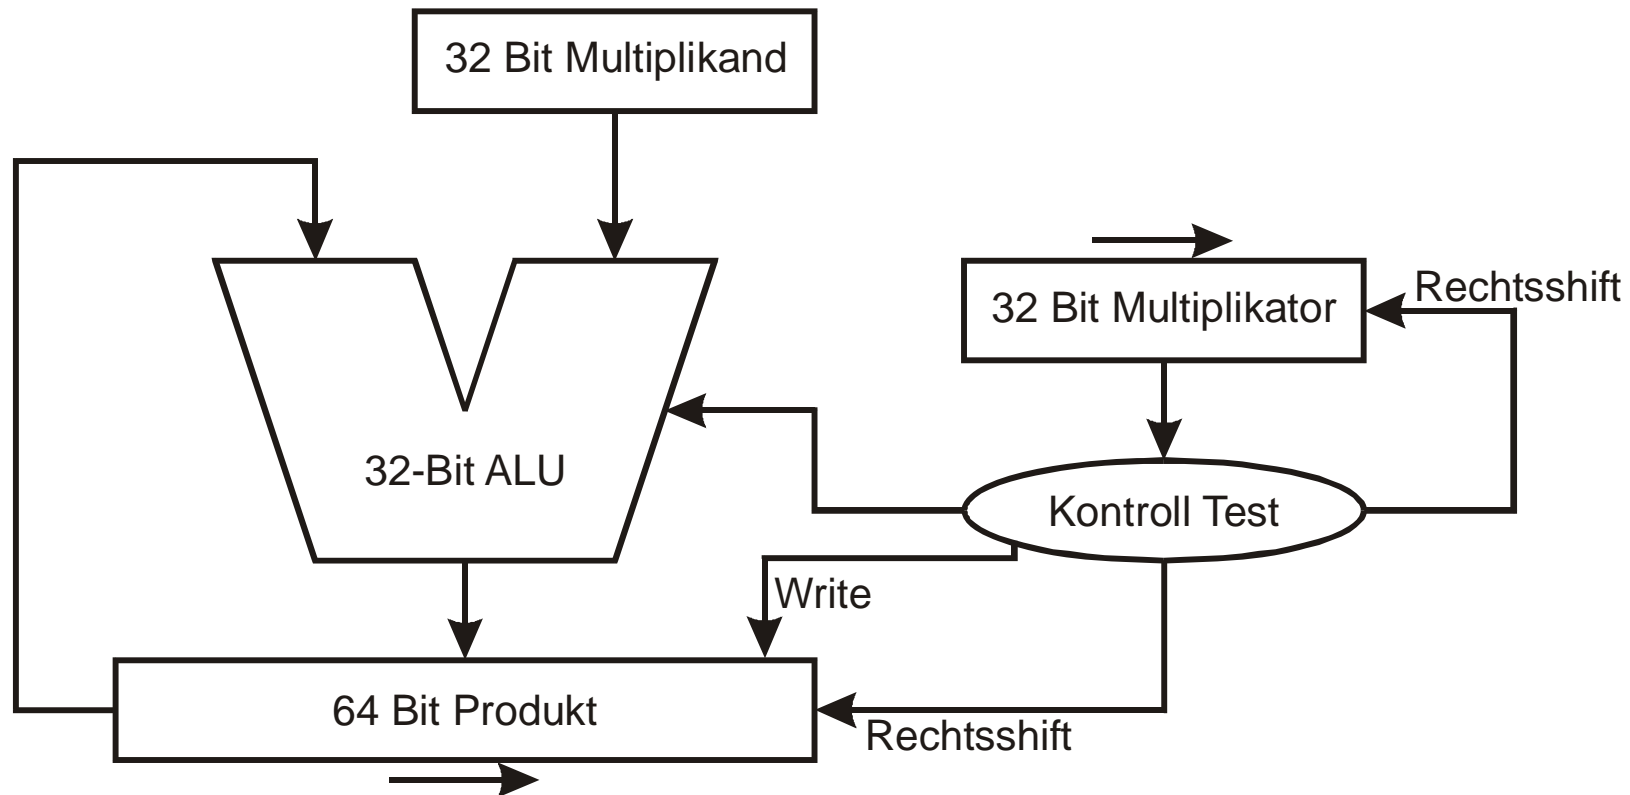 32 Bit Multiplikand
32 Bit Multiplikator
Rechtsshift
32-Bit ALU
Kontroll Test
Write
64 Bit Produkt
Rechtsshift